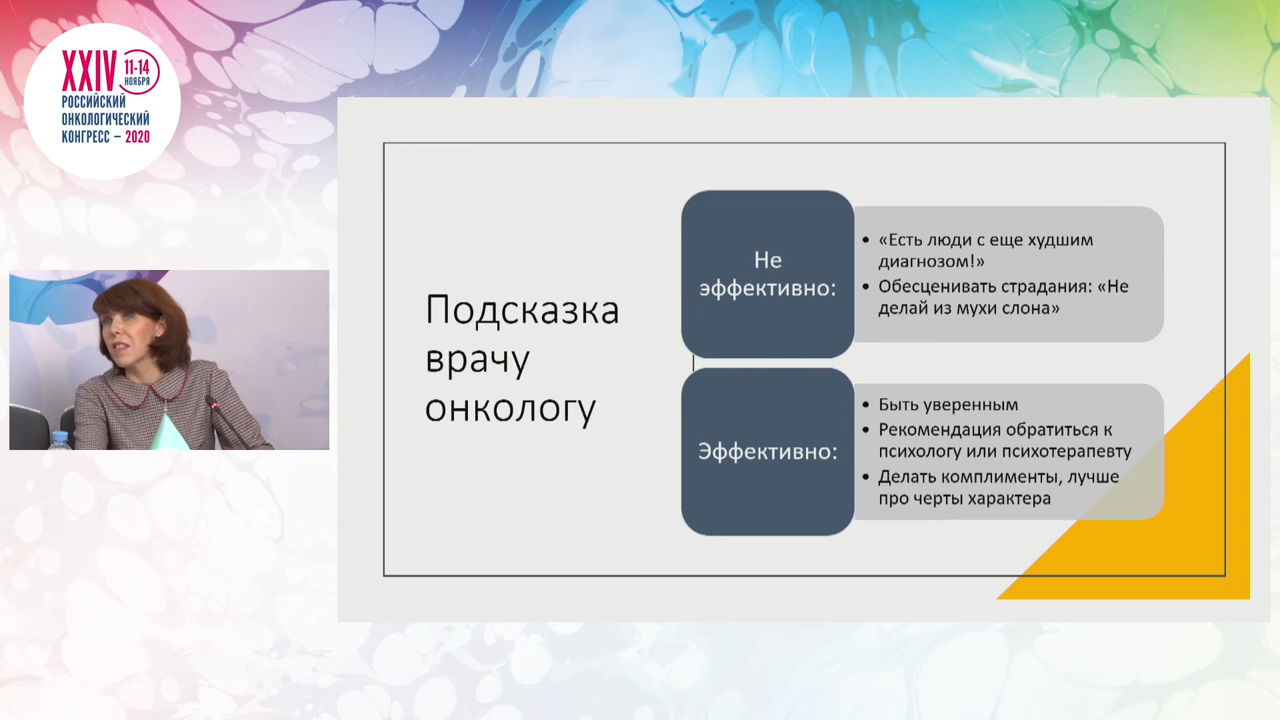 XXIV 11-14
НОЯБРЯ
РОССИЙСКИЙ
ОНКОЛОГИЧЕСКИЙ
КОНГРЕСС – 2020
Подсказка
врачу
онкологу
Не
эффективно:
• «Есть люди с еще худшим
диагнозом!»
• Обесценивать страдания: «Не
делай из мухи слона»
Эффективно:
• Быть уверенным
• Рекомендация обратиться к
психологу или психотерапевту
• Делать комплименты, лучше
про черты характера